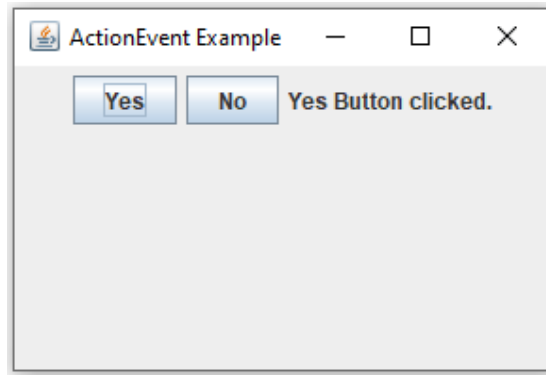 ActionEvent Example
Yes No Yes Button clicked.